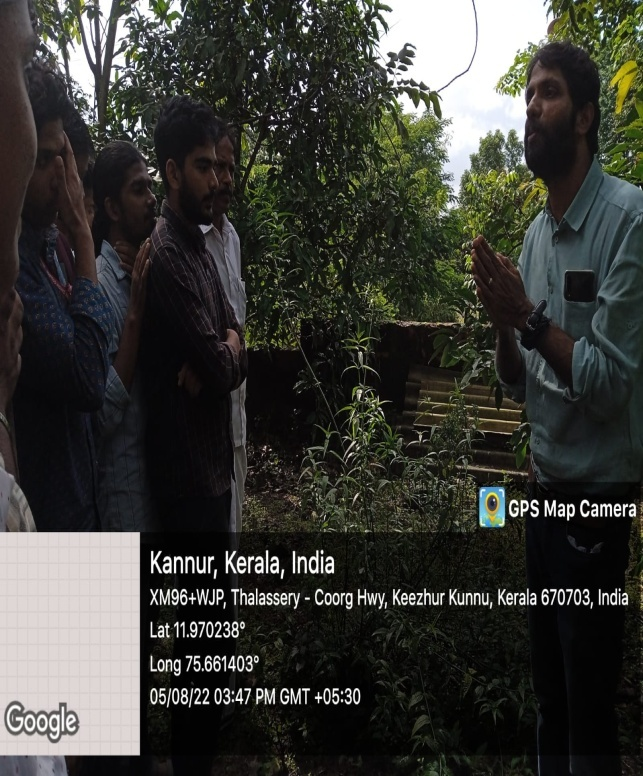 GPS Map Camera
Kannur, Kerala, India
XM96+WJP, Thalassery - Coorg Hwy, Keezhur Kunnu, Kerala 670703, India
Lat 11.970238°
Long 75.661403°
05/08/22 03:47 PM GMT +05:30
Google